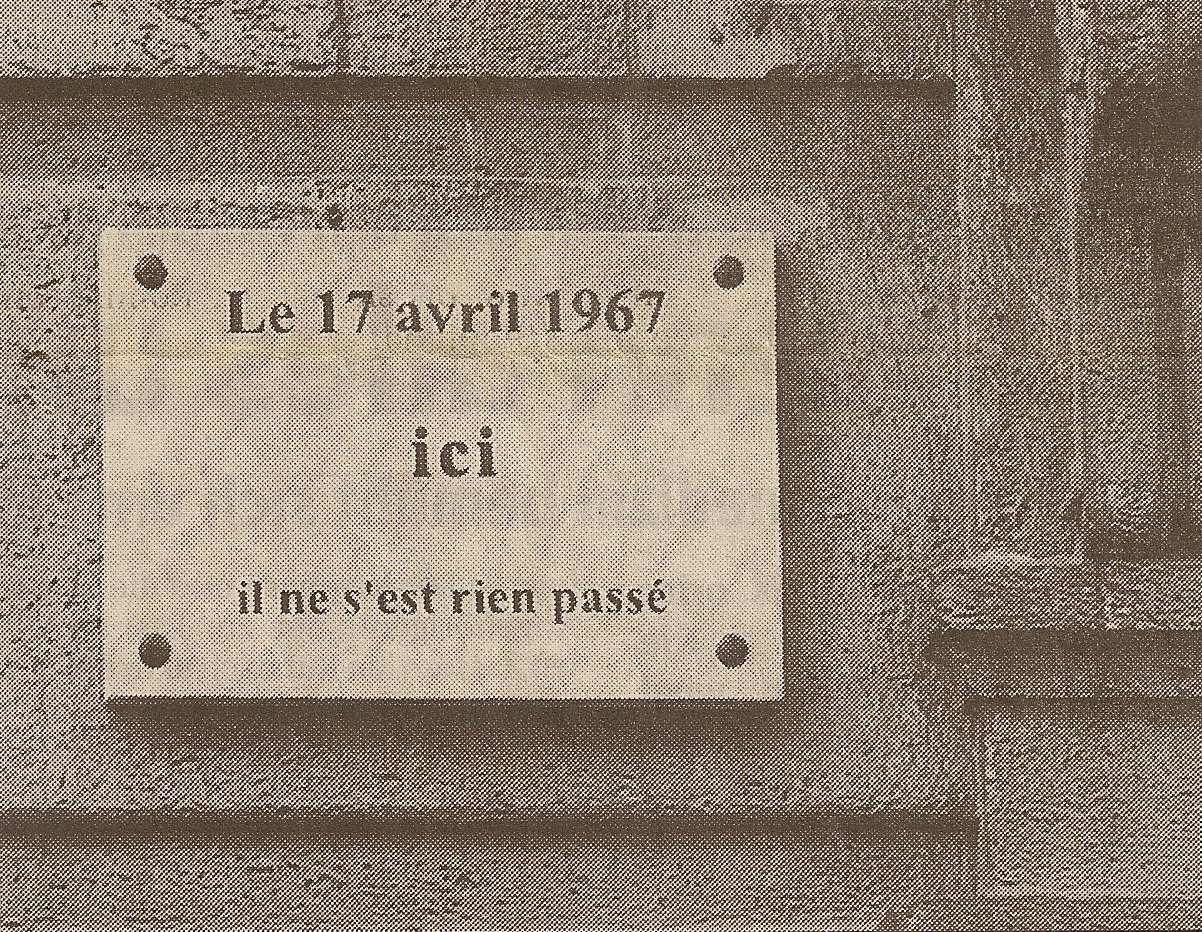 Le 17 avril 1967
ici
il ne s'est rien passé